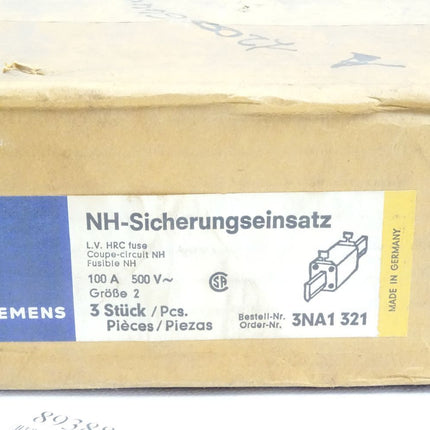 NH-Sicherungseinsatz
L.V. HRC fuse
Coupe-circuit NH
Fusible NH
100 A 500 V~
Größe 2
3 Stück / Pcs.
Pièces / Piezas
Bestell-Nr.
Order-Nr. 3NA1 321
EMENS
MADE IN GERMANY